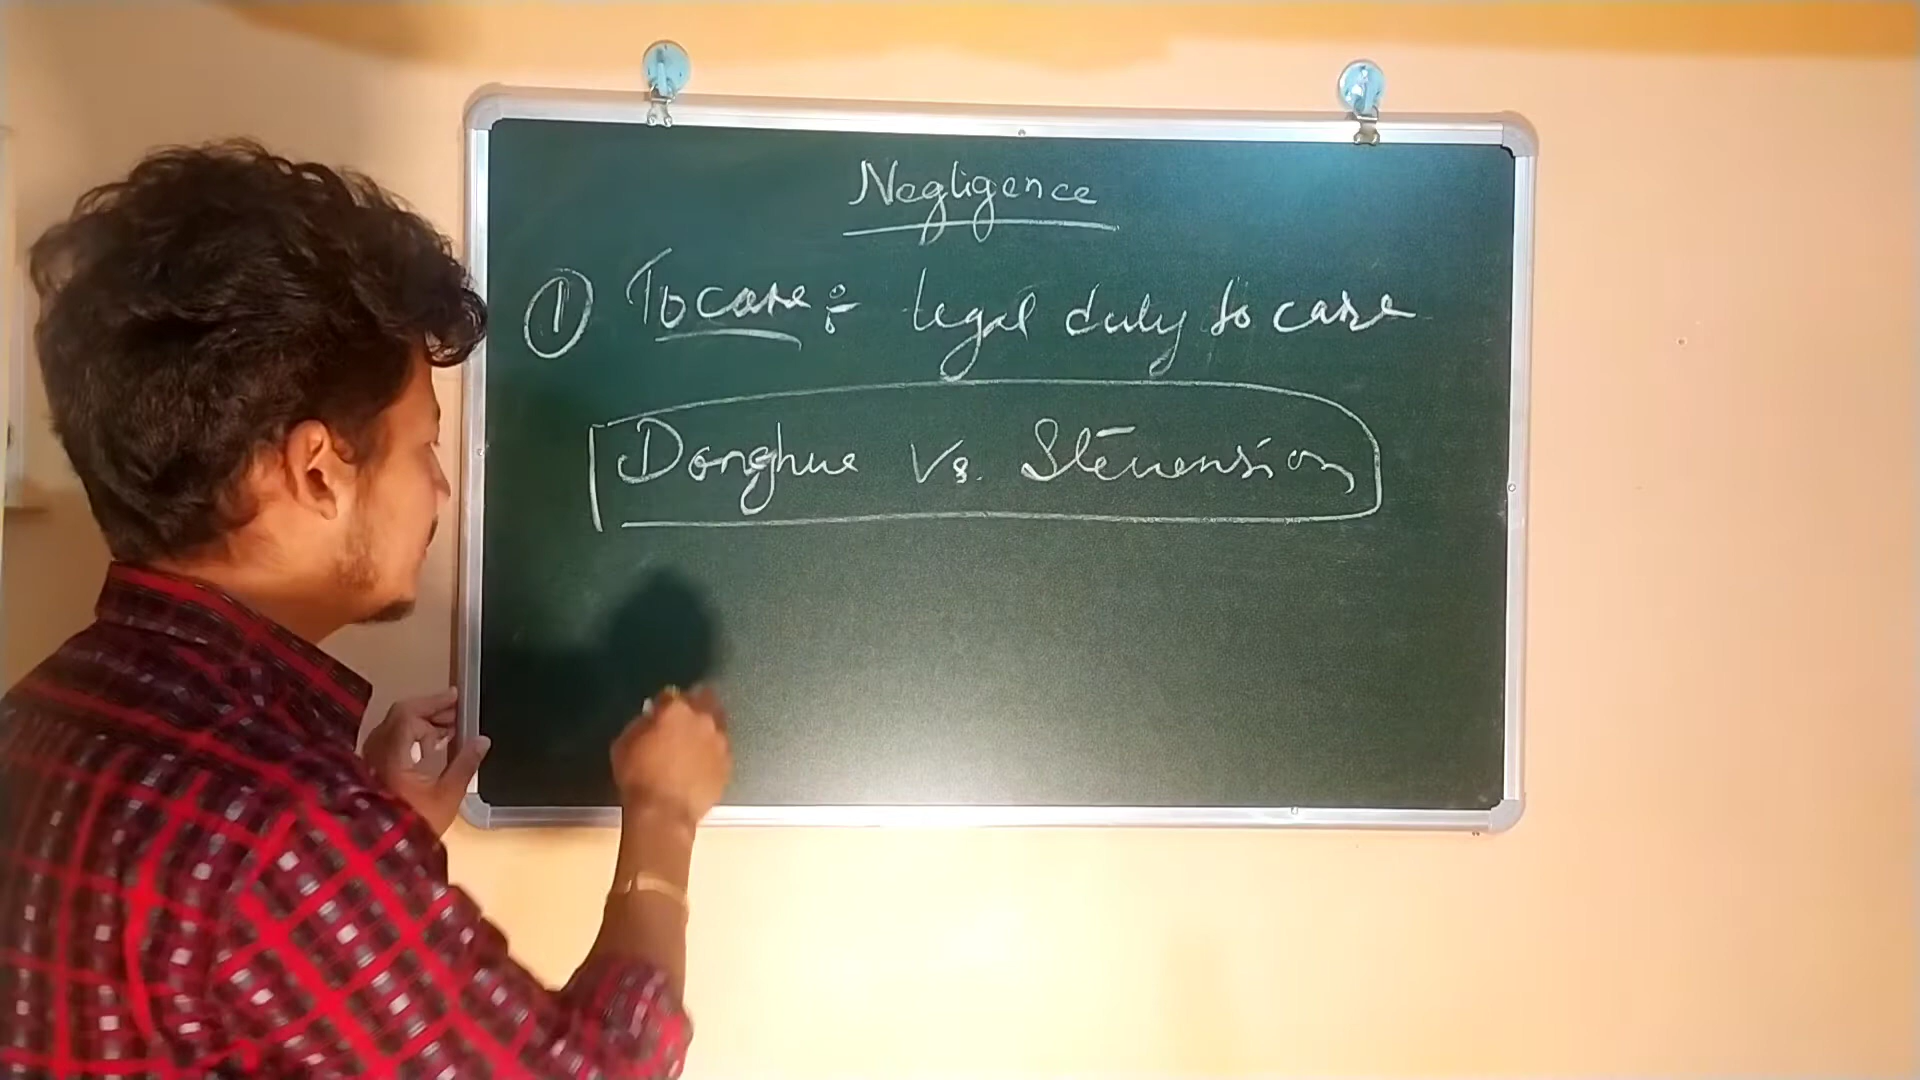 Negligence
① To care :- legal duty to care
Donghue Vs. Stevension